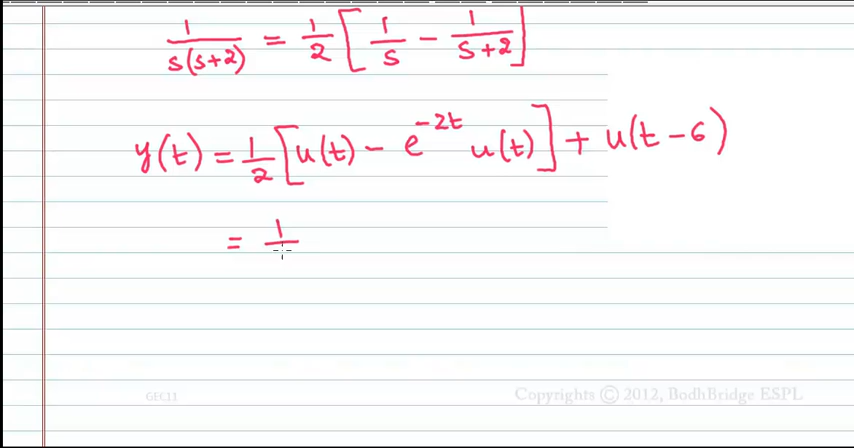 1/(s(s+2)) = 1/2 [ 1/s − 1/(s+2) ]
y(t) = 1/2 [ u(t) − e^{−2t} u(t) ] + u(t−6)
= 1/
GEC11
Copyrights © 2012, BodhBridge ESPL